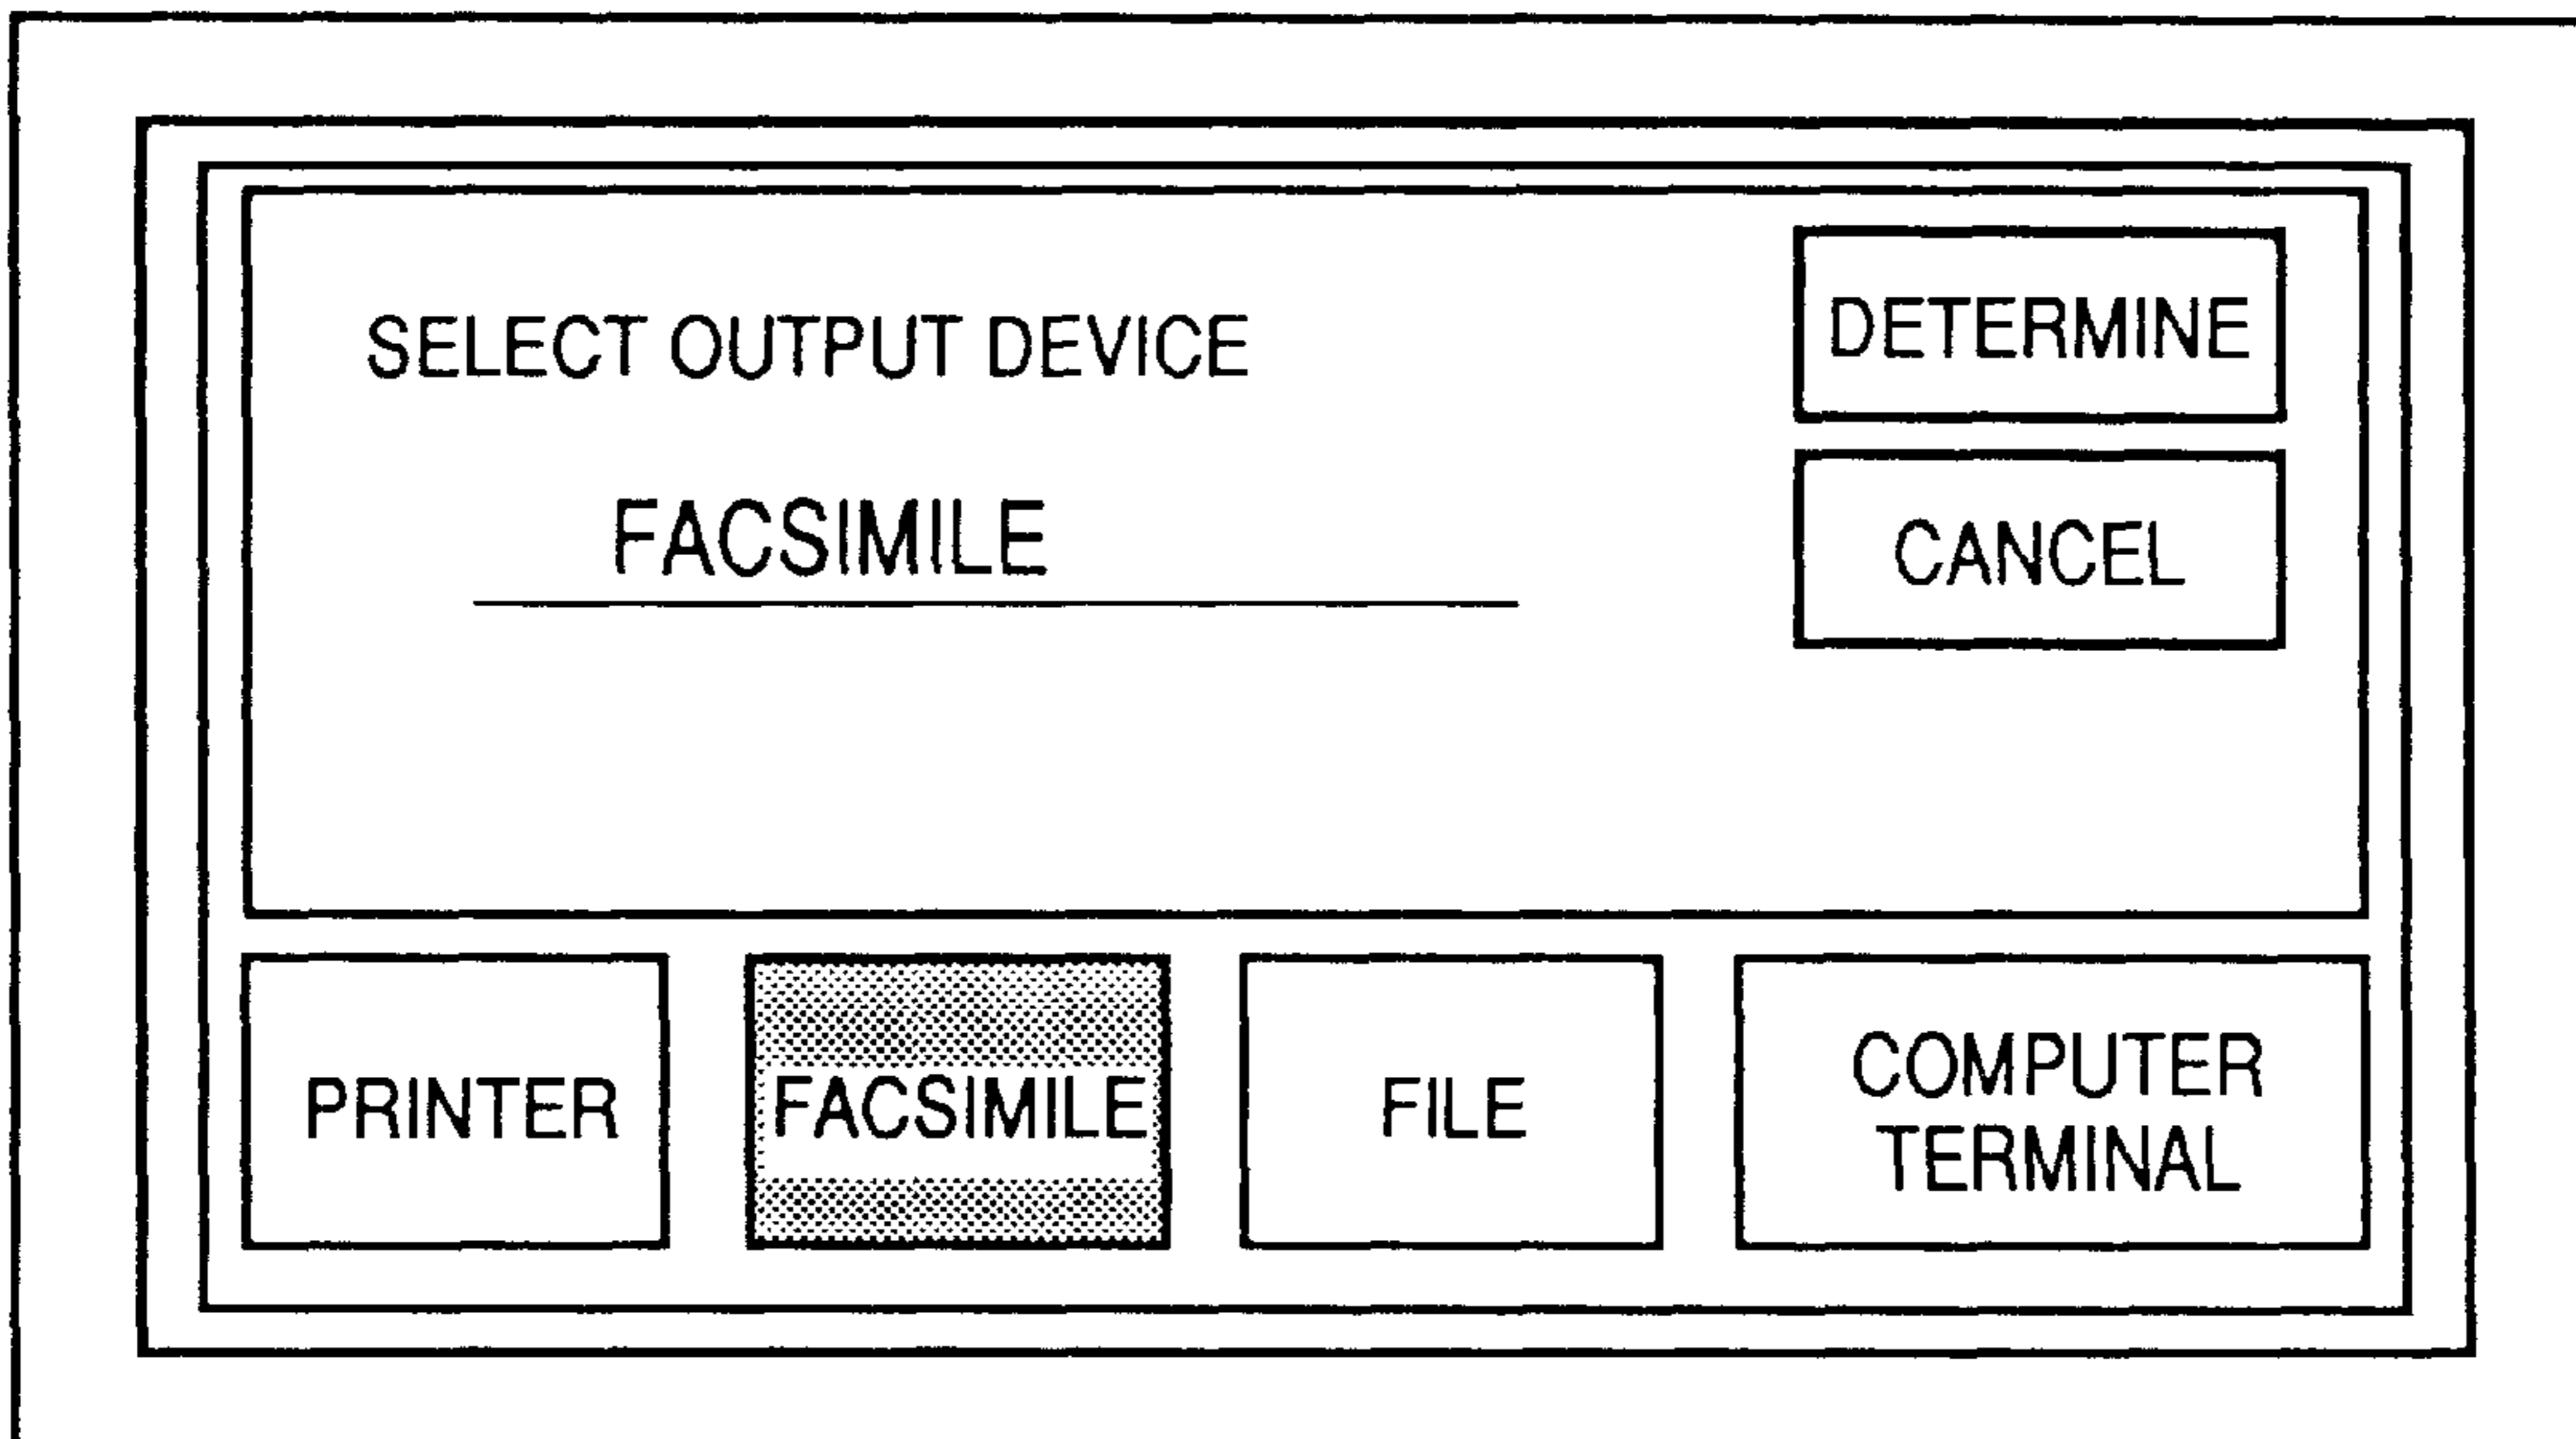 SELECT OUTPUT DEVICE
FACSIMILE
DETERMINE
CANCEL
PRINTER
FACSIMILE
FILE
COMPUTER
TERMINAL